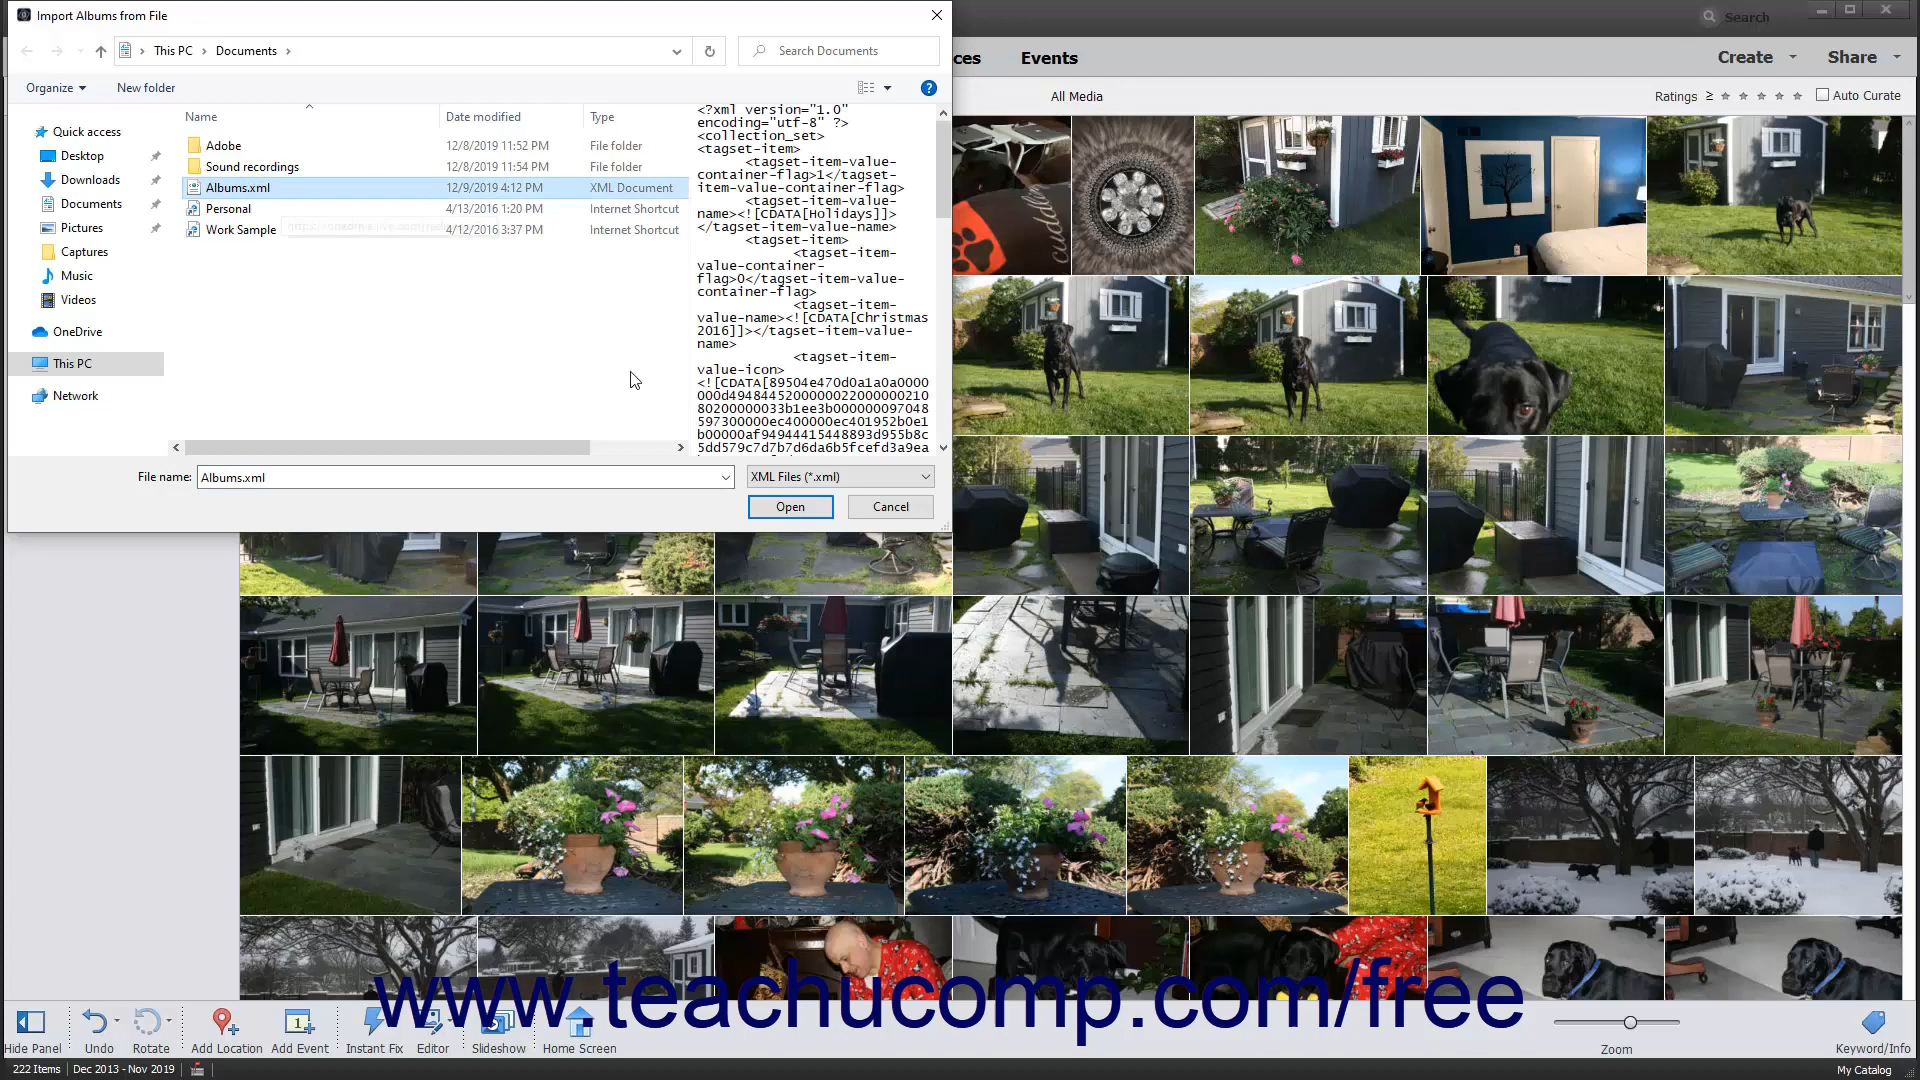 Import Albums from File
Search
This PC
Documents
Search Documents
ces
Events
Create
Share
Organize
New folder
All Media
Ratings ≥
Auto Curate
Name
Date modified
Type
Quick access
Desktop
Downloads
Documents
Pictures
Captures
Music
Videos
OneDrive
This PC
Network
Adobe 12/8/2019 11:52 PM File folder
Sound recordings 12/8/2019 11:54 PM File folder
Albums.xml 12/9/2019 4:12 PM XML Document
Personal 4/13/2016 1:20 PM Internet Shortcut
Work Sample 4/12/2016 3:37 PM Internet Shortcut
<?xml version="1.0"
encoding="utf-8" ?>
<collection_set>
<tagset-item>
<tagset-item-value-
container-flag>1</tagset-
item-value-container-flag>
<tagset-item-value-
name><![CDATA[Holidays]]>
</tagset-item-value-name>
<tagset-item>
<tagset-item-
value-container-
flag>0</tagset-item-value-
container-flag>
<tagset-item-
value-name><![CDATA[Christmas
2016]]></tagset-item-value-
name>
<tagset-item-
value-icon>
<![CDATA[89504e470d0a1a0a0000
000d494844520000002200000021 0
80200000033b1ee3b000000097048
597300000ec400000ec401952b0e1
b00000af94944415448893d955b8c
5dd579c7d7b7d6da6b5fcefd3a9ea
File name:
Albums.xml
XML Files (*.xml)
Open
Cancel
cuddle
www.teachucomp.com/free
Hide Panel
Undo
Rotate
Add Location
1
Add Event
Instant Fix
Editor
Slideshow
Home Screen
Zoom
Keyword/Info
222 Items
Dec 2013 - Nov 2019
My Catalog